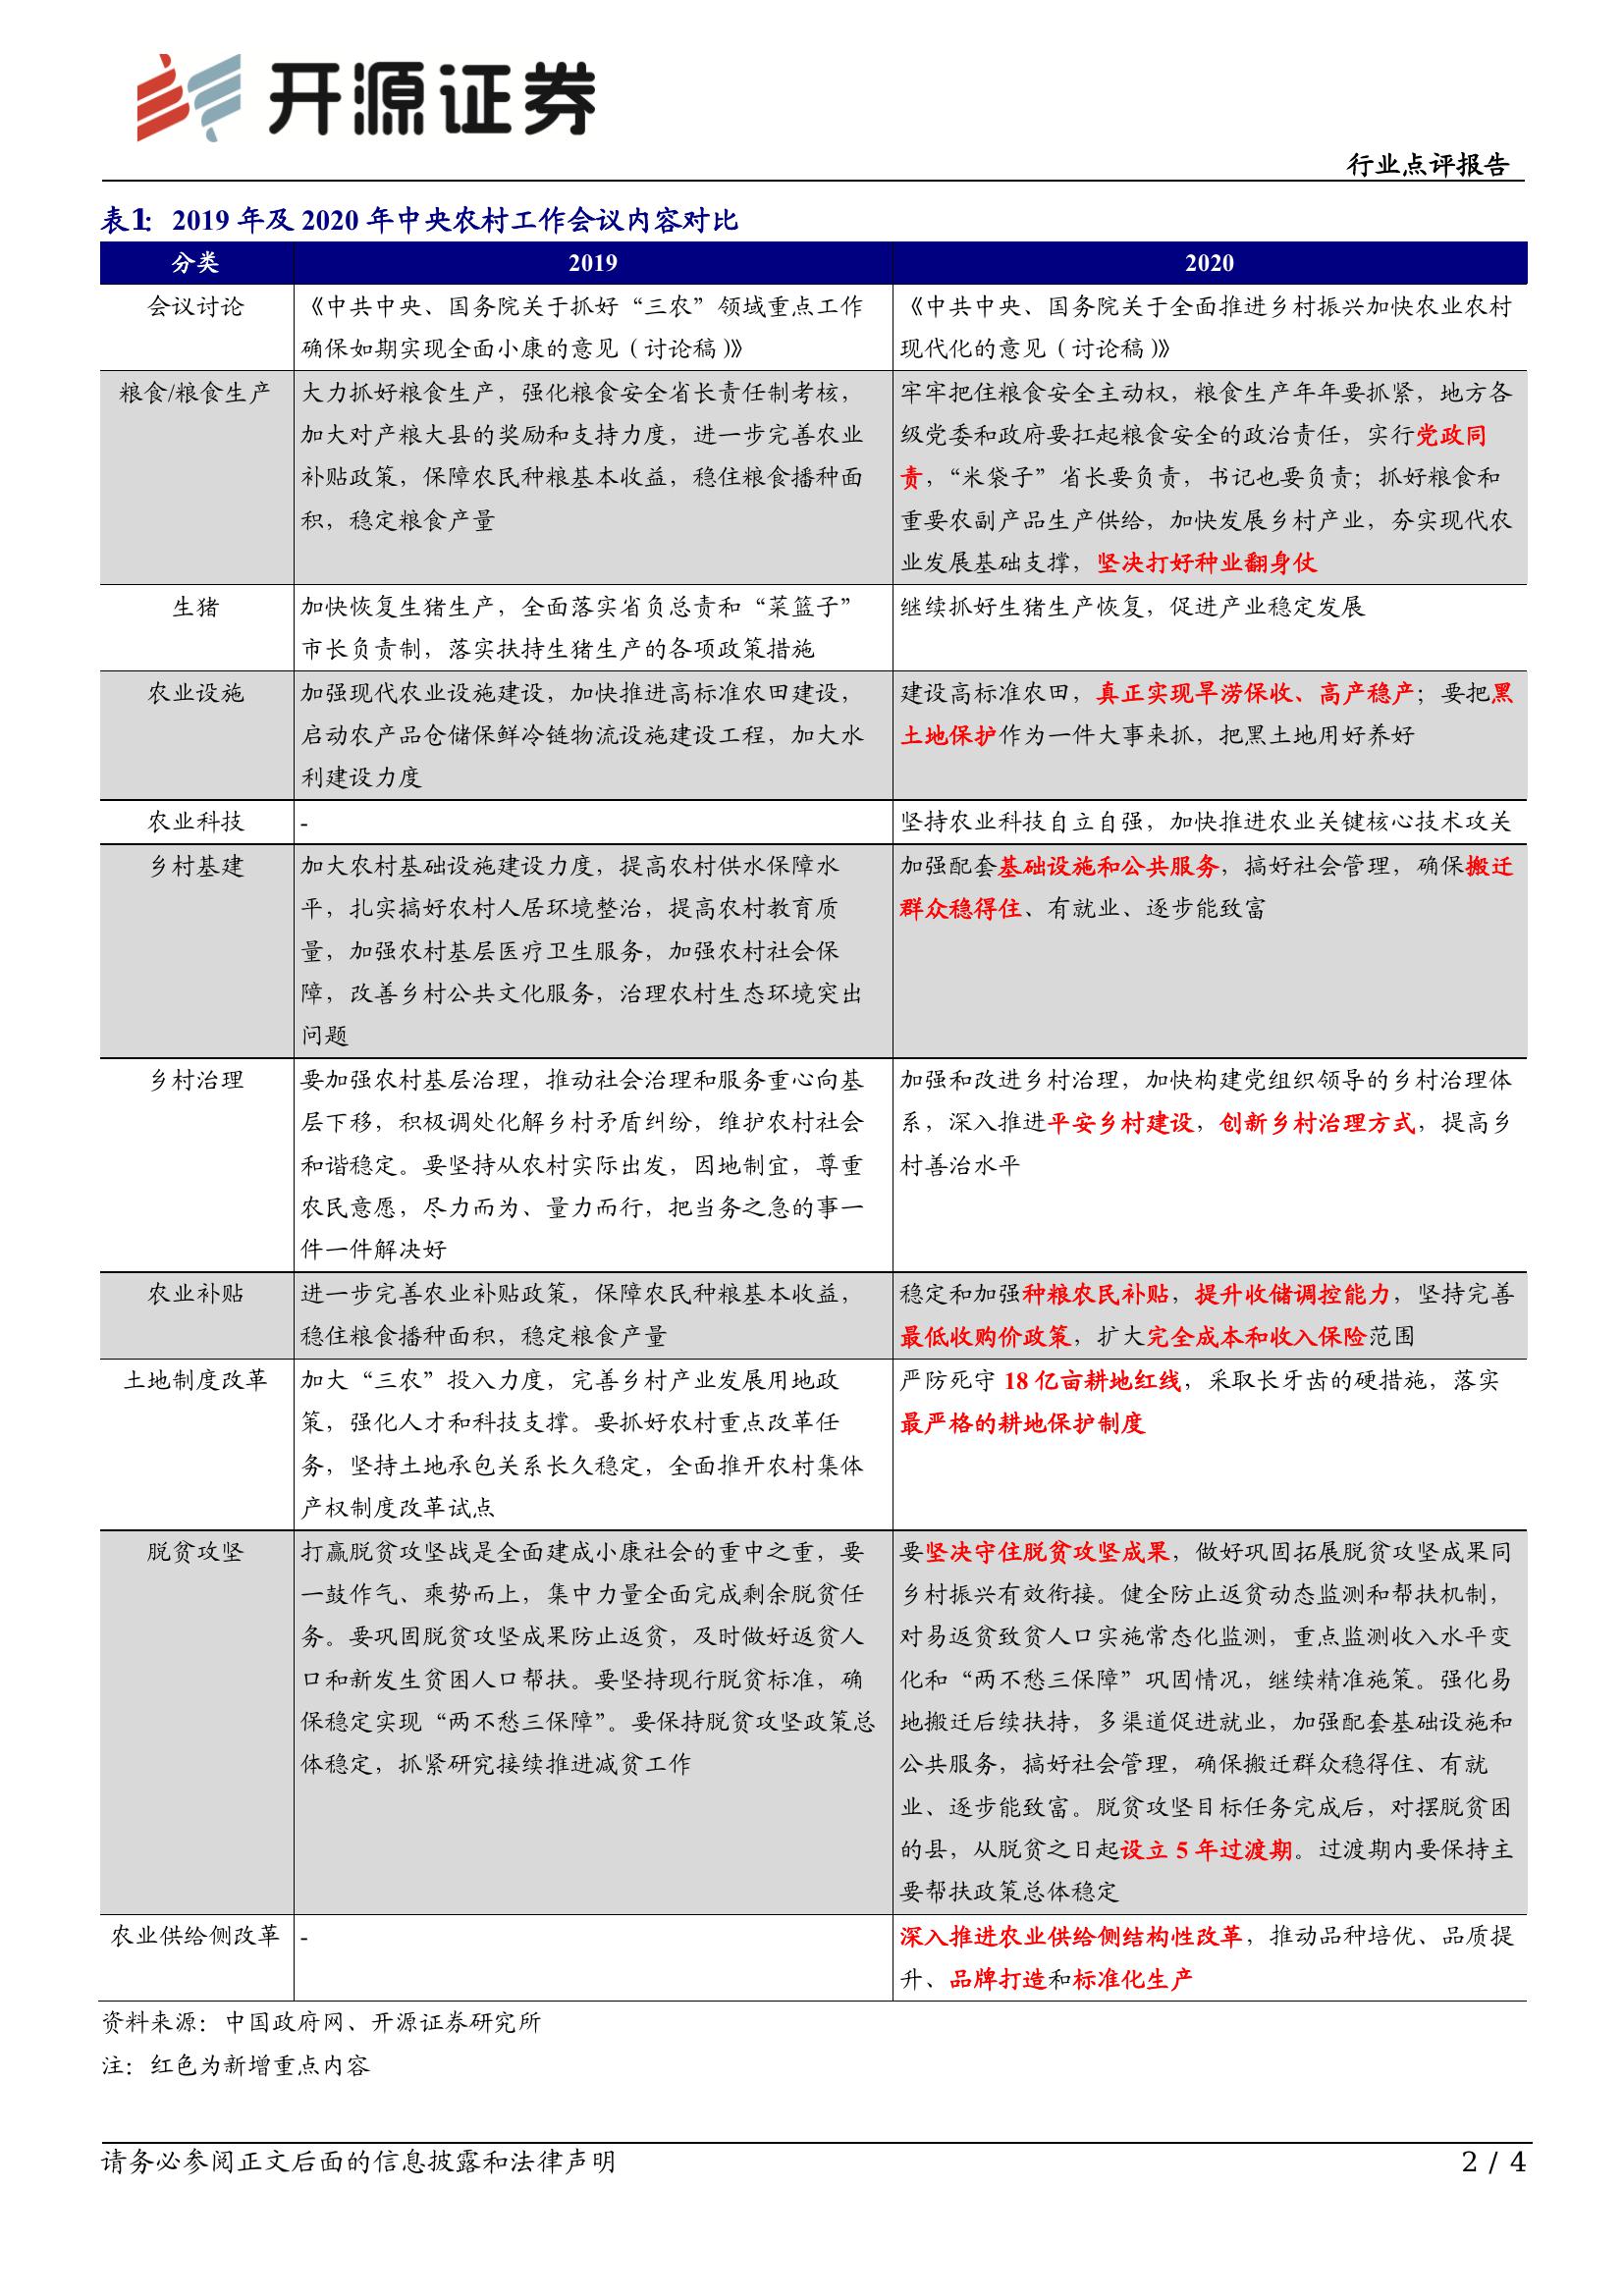 开源证券
行业点评报告
表1：2019 年及 2020 年中央农村工作会议内容对比
分类 2019 2020
会议讨论
《中共中央、国务院关于抓好“三农”领域重点工作
确保如期实现全面小康的意见（讨论稿）》
《中共中央、国务院关于全面推进乡村振兴加快农业农村
现代化的意见（讨论稿）》
粮食/粮食生产
大力抓好粮食生产，强化粮食安全省长责任制考核，
加大对产粮大县的奖励和支持力度，进一步完善农业
补贴政策，保障农民种粮基本收益，稳住粮食播种面
积，稳定粮食产量
牢牢把住粮食安全主动权，粮食生产年年要抓紧，地方各
级党委和政府要扛起粮食安全的政治责任，实行党政同
责，“米袋子”省长要负责，书记也要负责；抓好粮食和
重要农副产品生产供给，加快发展乡村产业，夯实现代农
业发展基础支撑，坚决打好种业翻身仗
生猪
加快恢复生猪生产，全面落实省负总责和“菜篮子”
市长负责制，落实扶持生猪生产的各项政策措施
继续抓好生猪生产恢复，促进产业稳定发展
农业设施
加强现代农业设施建设，加快推进高标准农田建设，
启动农产品仓储保鲜冷链物流设施建设工程，加大水
利建设力度
建设高标准农田，真正实现旱涝保收、高产稳产；要把黑
土地保护作为一件大事来抓，把黑土地用好养好
农业科技
-
坚持农业科技自立自强，加快推进农业关键核心技术攻关
乡村基建
加大农村基础设施建设力度，提高农村供水保障水
平，扎实搞好农村人居环境整治，提高农村教育质
量，加强农村基层医疗卫生服务，加强农村社会保
障，改善乡村公共文化服务，治理农村生态环境突出
问题
加强配套基础设施和公共服务，搞好社会管理，确保搬迁
群众稳得住、有就业、逐步能致富
乡村治理
要加强农村基层治理，推动社会治理和服务重心向基
层下移，积极调处化解乡村矛盾纠纷，维护农村社会
和谐稳定。要坚持从农村实际出发，因地制宜，尊重
农民意愿，尽力而为、量力而行，把当务之急的事一
件一件解决好
加强和改进乡村治理，加快构建党组织领导的乡村治理体
系，深入推进平安乡村建设，创新乡村治理方式，提高乡
村善治水平
农业补贴
进一步完善农业补贴政策，保障农民种粮基本收益，
稳住粮食播种面积，稳定粮食产量
稳定和加强种粮农民补贴，提升收储调控能力，坚持完善
最低收购价政策，扩大完全成本和收入保险范围
土地制度改革
加大“三农”投入力度，完善乡村产业发展用地政
策，强化人才和科技支撑。要抓好农村重点改革任
务，坚持土地承包关系长久稳定，全面推开农村集体
产权制度改革试点
严防死守 18 亿亩耕地红线，采取长牙齿的硬措施，落实
最严格的耕地保护制度
脱贫攻坚
打赢脱贫攻坚战是全面建成小康社会的重中之重，要
一鼓作气、乘势而上，集中力量全面完成剩余脱贫任
务。要巩固脱贫攻坚成果防止返贫，及时做好返贫人
口和新发生贫困人口帮扶。要坚持现行脱贫标准，确
保稳定实现“两不愁三保障”。要保持脱贫攻坚政策总
体稳定，抓紧研究接续推进减贫工作
要坚决守住脱贫攻坚成果，做好巩固拓展脱贫攻坚成果同
乡村振兴有效衔接。健全防止返贫动态监测和帮扶机制，
对易返贫致贫人口实施常态化监测，重点监测收入水平变
化和“两不愁三保障”巩固情况，继续精准施策。强化易
地搬迁后续扶持，多渠道促进就业，加强配套基础设施和
公共服务，搞好社会管理，确保搬迁群众稳得住、有就
业、逐步能致富。脱贫攻坚目标任务完成后，对摆脱贫困
的县，从脱贫之日起设立 5 年过渡期。过渡期内要保持主
要帮扶政策总体稳定
农业供给侧改革
-
深入推进农业供给侧结构性改革，推动品种培优、品质提
升、品牌打造和标准化生产
资料来源：中国政府网、开源证券研究所
注：红色为新增重点内容
请务必参阅正文后面的信息披露和法律声明 2 / 4